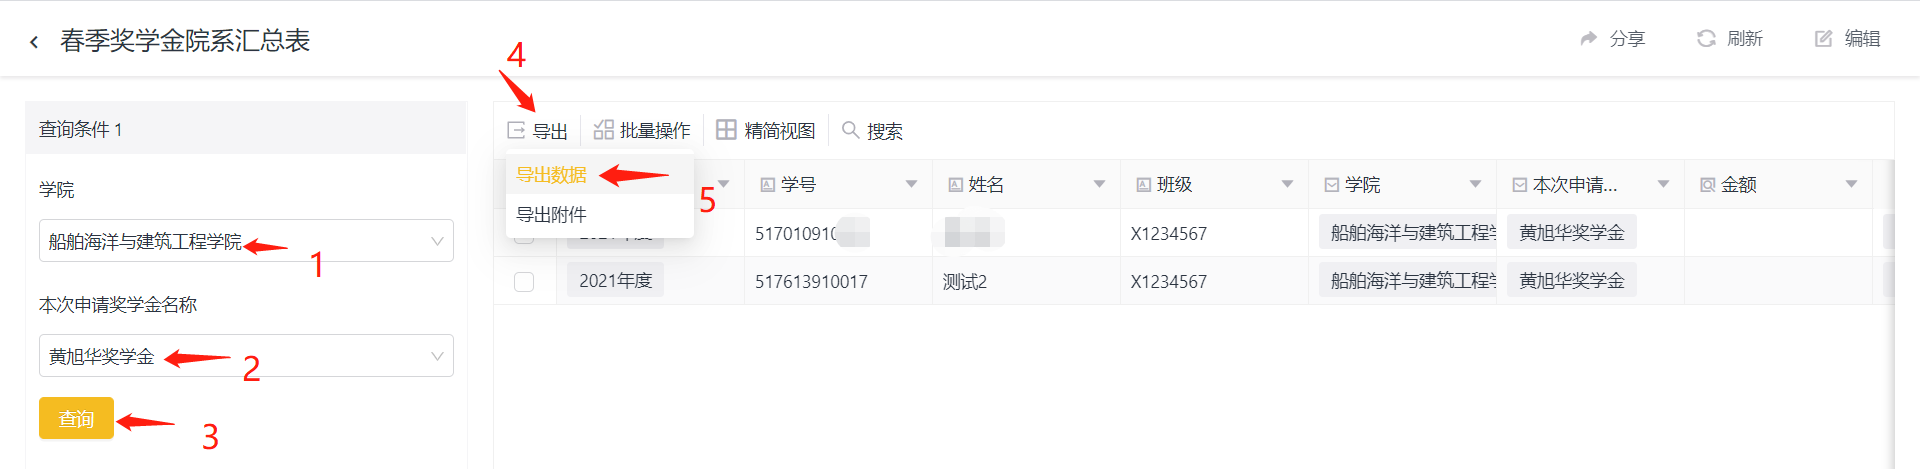 春季奖学金院系汇总表
分享
刷新
编辑
4
查询条件 1
学院
船舶海洋与建筑工程学院
1
本次申请奖学金名称
黄旭华奖学金
2
查询
3
导出
批量操作
精简视图
搜索
导出数据
导出附件
5
学号
姓名
班级
学院
本次申请...
金额
517010910
X1234567
船舶海洋与建筑工程学
黄旭华奖学金
2021年度
517613910017
测试2
X1234567
船舶海洋与建筑工程学
黄旭华奖学金